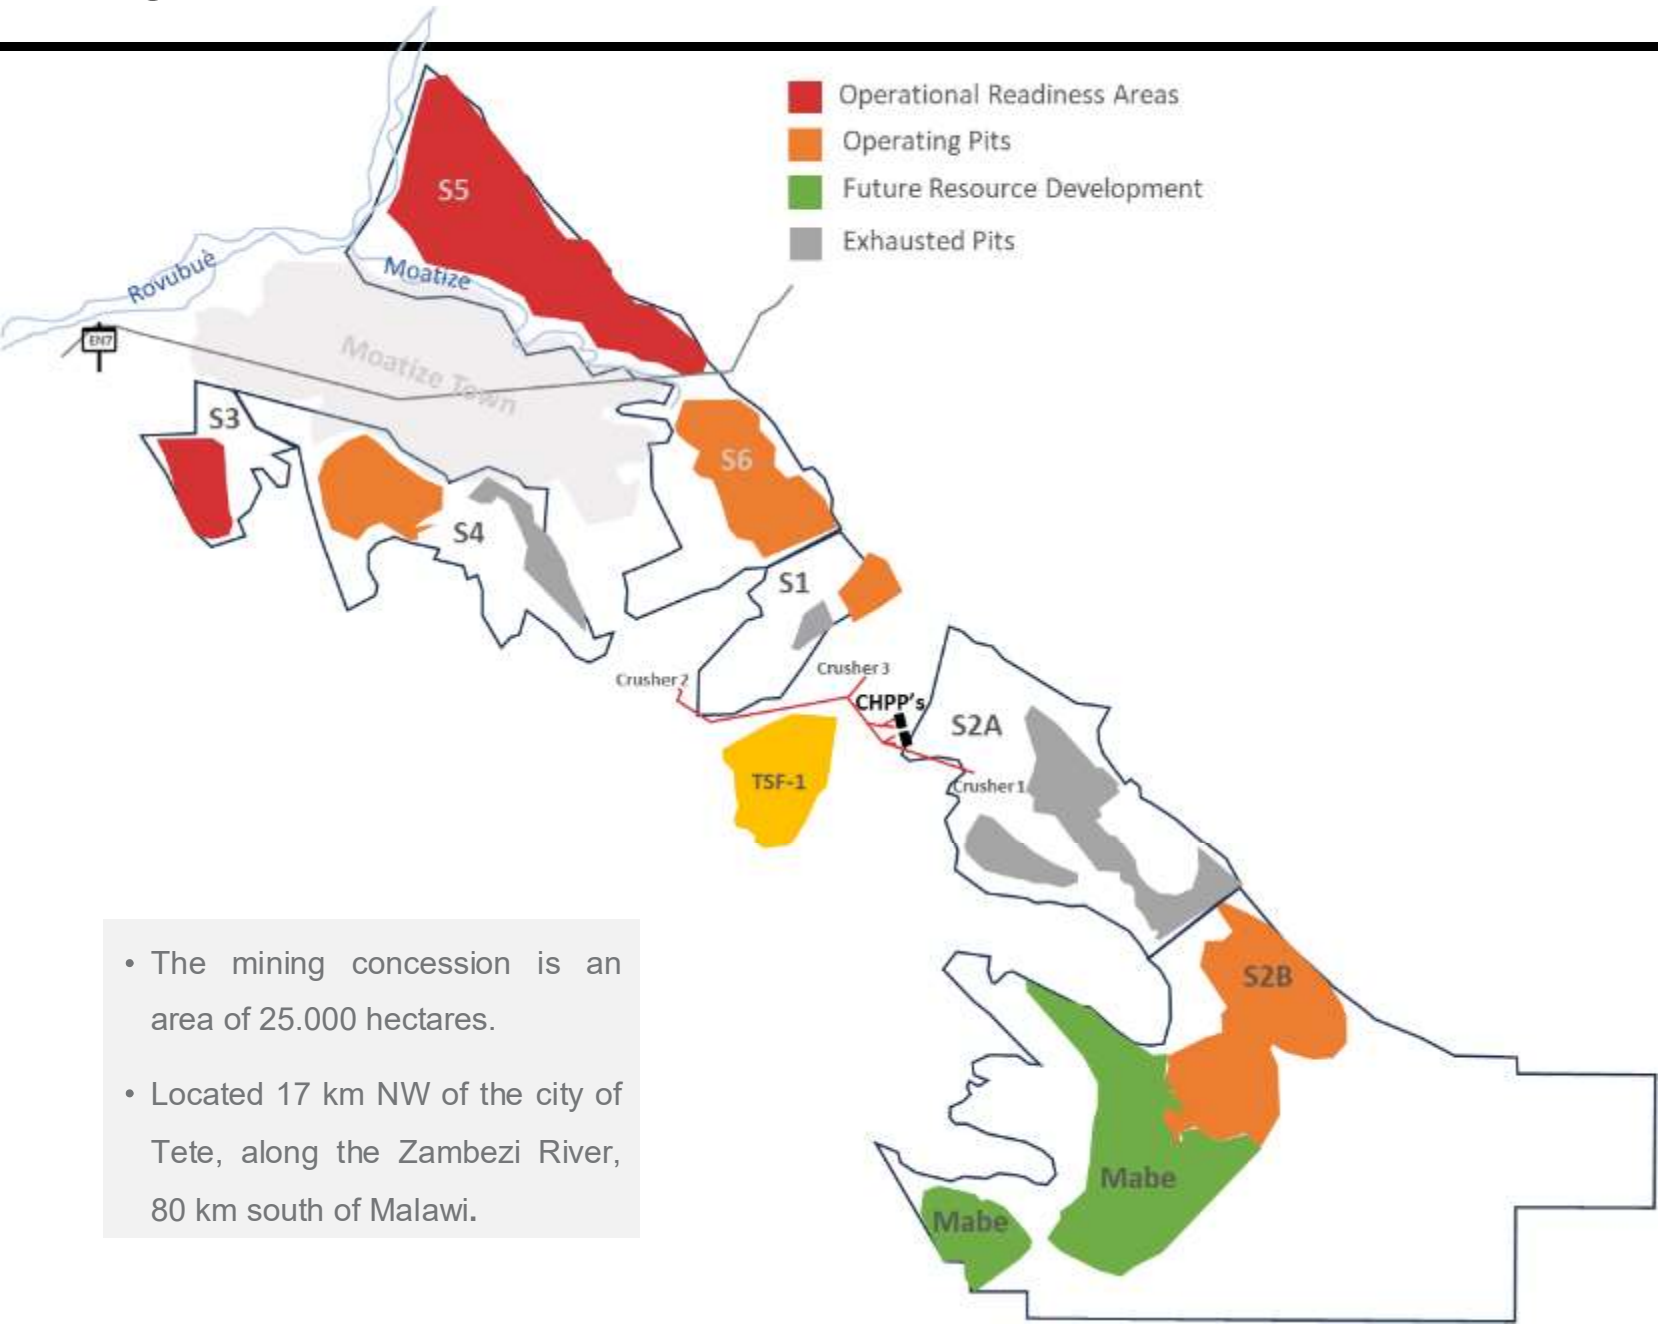 Operational Readiness Areas
Operating Pits
Future Resource Development
Exhausted Pits
S5
Rovubuè
Moatize
EN7
Moatize Town
S3
S6
S4
S1
Crusher 2
Crusher 3
CHPP's
S2A
TSF-1
Crusher 1
• The mining concession is an
area of 25.000 hectares.
• Located 17 km NW of the city of
Tete, along the Zambezi River,
80 km south of Malawi.
S2B
Mabe
Mabe